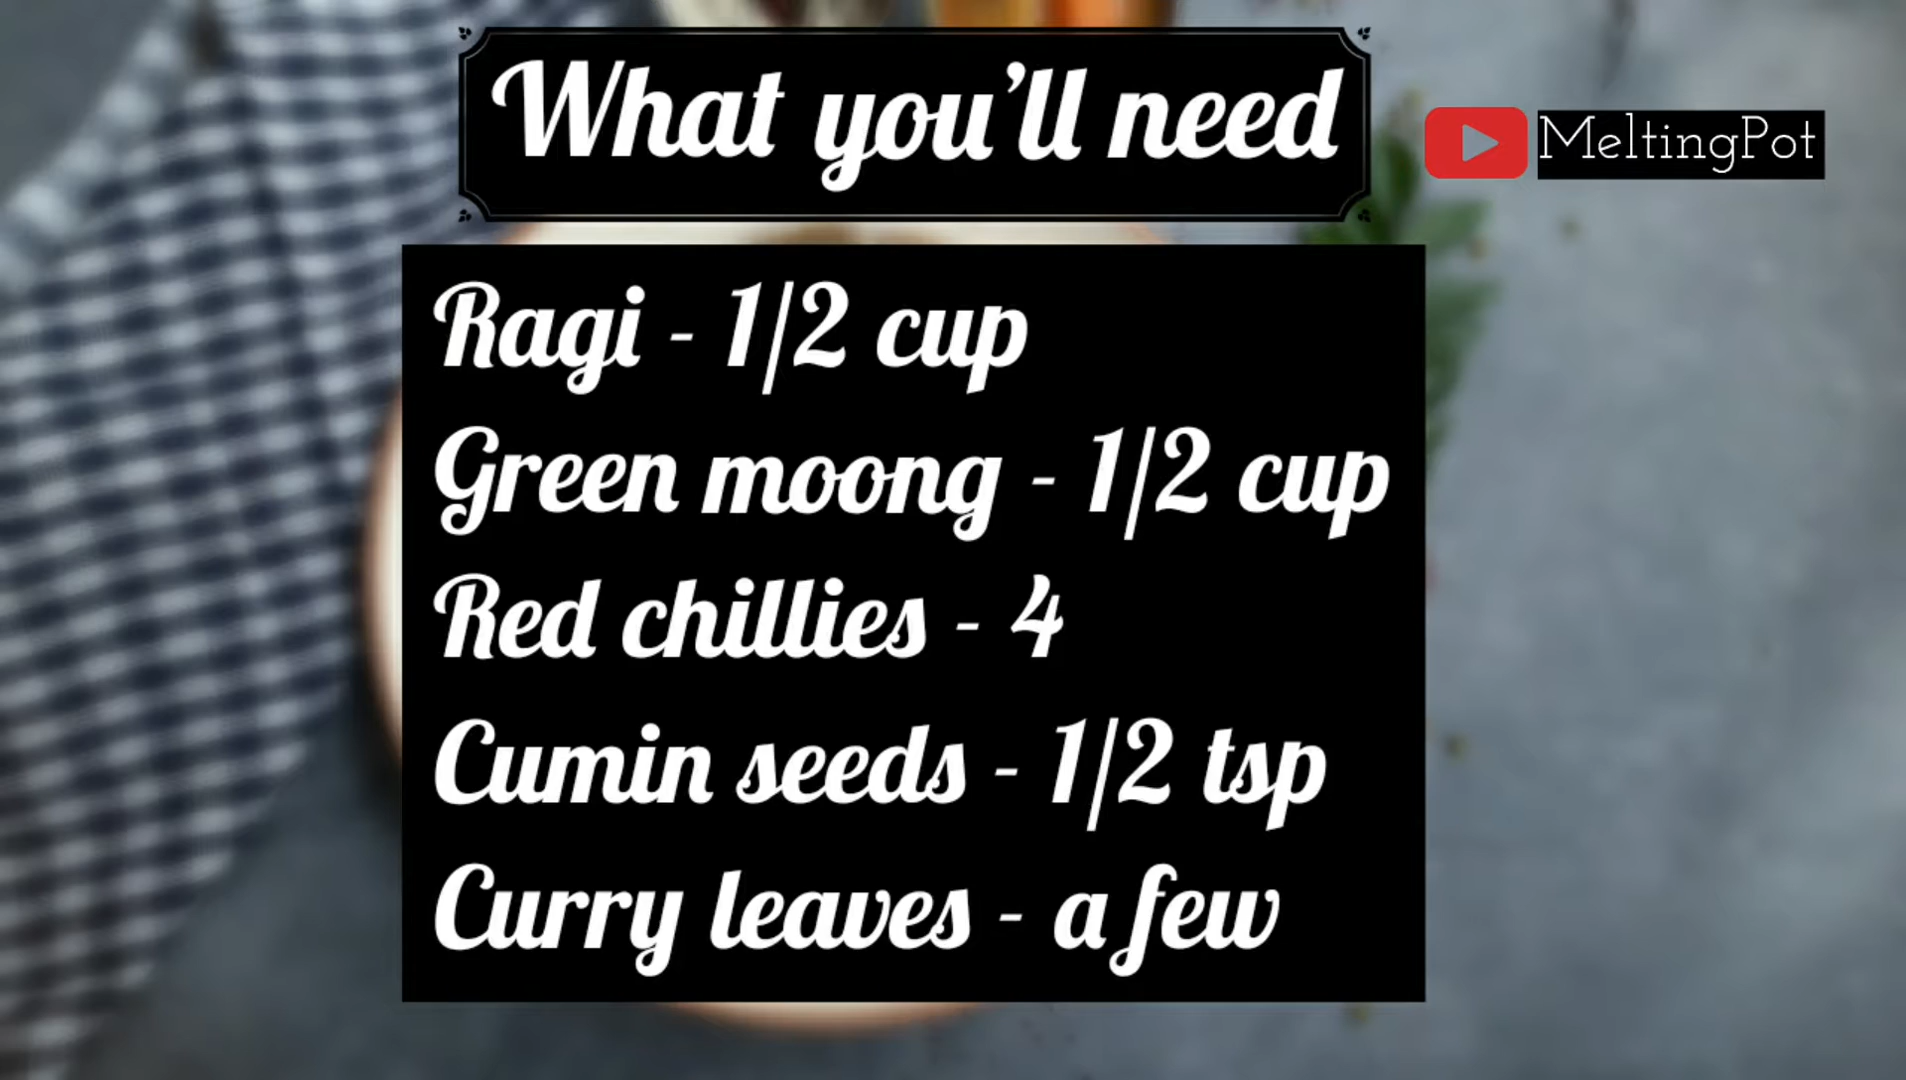 What you'll need
MeltingPot
Ragi - 1/2 cup
Green moong - 1/2 cup
Red chillies - 4
Cumin seeds - 1/2 tsp
Curry leaves - a few